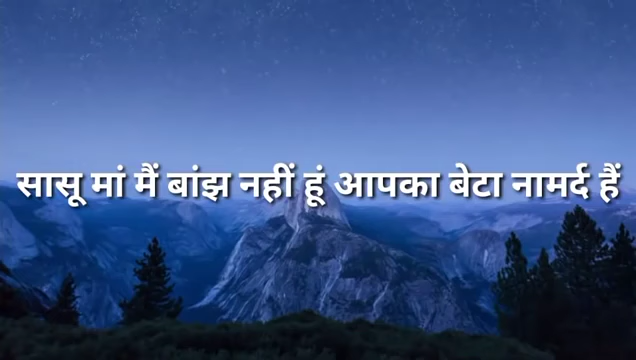 सासू मां मैं बांझ नहीं हूं आपका बेटा नामर्द हैं